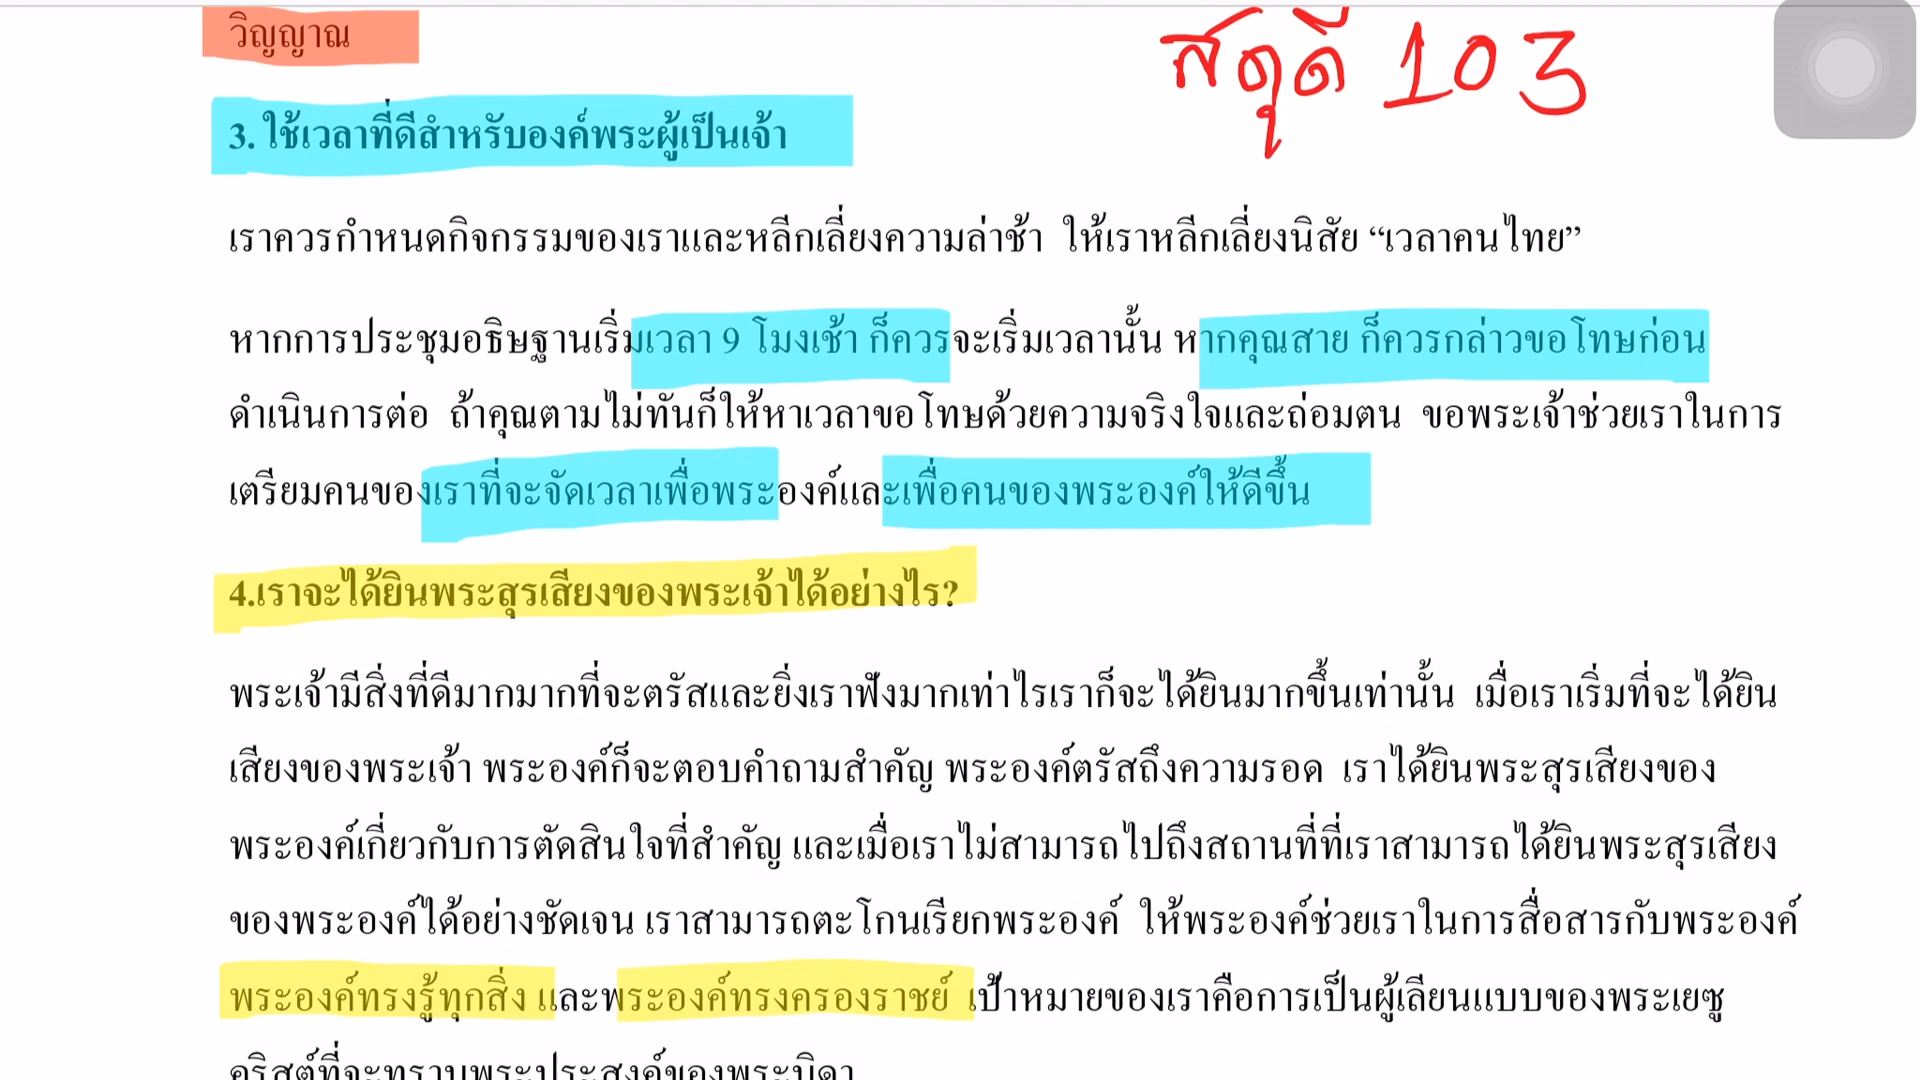 วิญญาณ
สดุดี 103
3. ใช้เวลาที่ดีสำหรับองค์พระผู้เป็นเจ้า
เราควรกำหนดกิจกรรมของเราและหลีกเลี่ยงความล่าช้า ให้เราหลีกเลี่ยงนิสัย “เวลาคนไทย”
หากการประชุมอธิษฐานเริ่มเวลา 9 โมงเช้า ก็ควรจะเริ่มเวลานั้น หากคุณสาย ก็ควรกล่าวขอโทษก่อน
ดำเนินการต่อ ถ้าคุณตามไม่ทันก็ให้หาเวลาขอโทษด้วยความจริงใจและถ่อมตน ขอพระเจ้าช่วยเราในการ
เตรียมคนของเราที่จะจัดเวลาเพื่อพระองค์และเพื่อคนของพระองค์ให้ดีขึ้น
4.เราจะได้ยินพระสุรเสียงของพระเจ้าได้อย่างไร?
พระเจ้ามีสิ่งที่ดีมากมากที่จะตรัสและยิ่งเราฟังมากเท่าไรเราก็จะได้ยินมากขึ้นเท่านั้น เมื่อเราเริ่มที่จะได้ยิน
เสียงของพระเจ้า พระองค์ก็จะตอบคำถามสำคัญ พระองค์ตรัสถึงความรอด เราได้ยินพระสุรเสียงของ
พระองค์เกี่ยวกับการตัดสินใจที่สำคัญ และเมื่อเราไม่สามารถไปถึงสถานที่ที่เราสามารถได้ยินพระสุรเสียง
ของพระองค์ได้อย่างชัดเจน เราสามารถตะโกนเรียกพระองค์ ให้พระองค์ช่วยเราในการสื่อสารกับพระองค์
พระองค์ทรงรู้ทุกสิ่ง และพระองค์ทรงครองราชย์ เป้าหมายของเราคือการเป็นผู้เลียนแบบของพระเยซู
คริสต์ที่จะทราบพระประสงค์ของพระบิดา